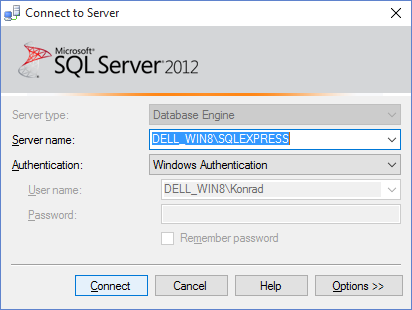 Connect to Server
Microsoft®
SQL Server® 2012
Server type: Database Engine
Server name: DELL_WIN8\SQLEXPRESS
Authentication: Windows Authentication
User name: DELL_WIN8\Konrad
Password:
Remember password
Connect Cancel Help Options >>